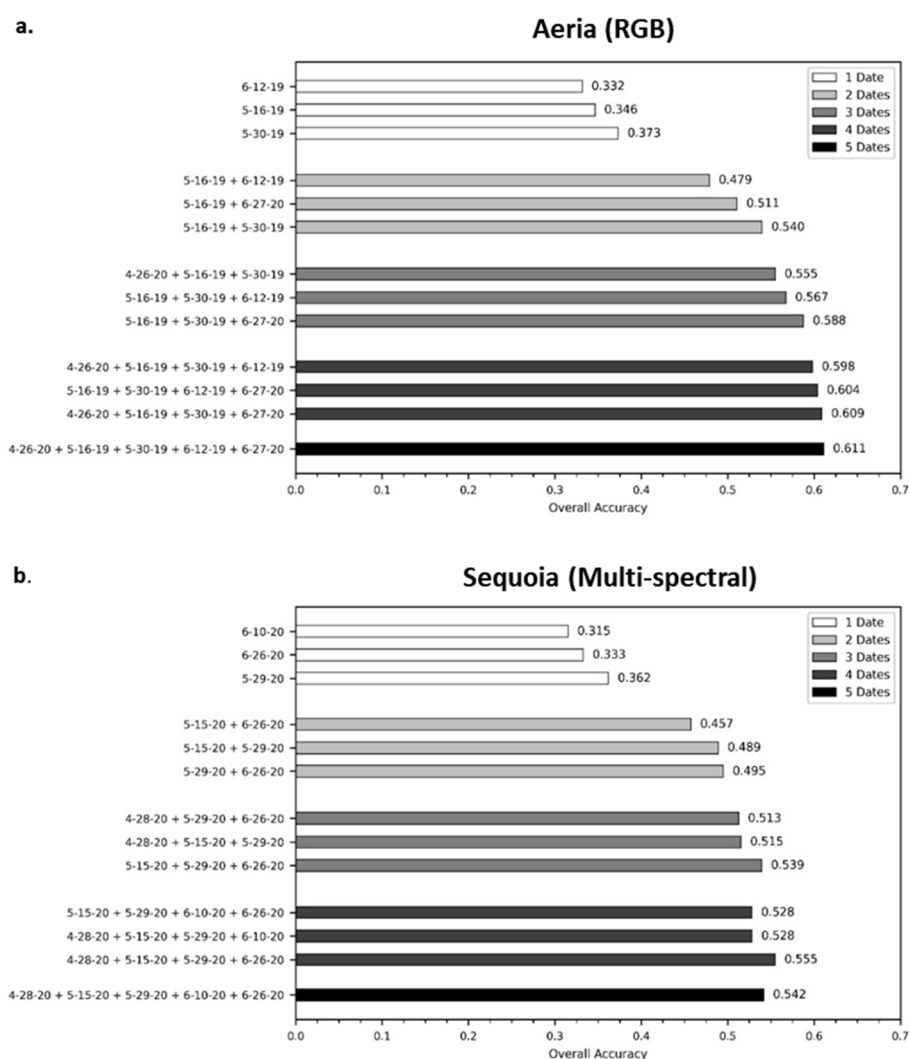 a.
Aeria (RGB)
6-12-19 0.332
5-16-19 0.346
5-30-19 0.373
5-16-19 + 6-12-19 0.479
5-16-19 + 6-27-20 0.511
5-16-19 + 5-30-19 0.540
4-26-20 + 5-16-19 + 5-30-19 0.555
5-16-19 + 5-30-19 + 6-12-19 0.567
5-16-19 + 5-30-19 + 6-27-20 0.588
4-26-20 + 5-16-19 + 5-30-19 + 6-12-19 0.598
5-16-19 + 5-30-19 + 6-12-19 + 6-27-20 0.604
4-26-20 + 5-16-19 + 5-30-19 + 6-27-20 0.609
4-26-20 + 5-16-19 + 5-30-19 + 6-12-19 + 6-27-20 0.611
1 Date
2 Dates
3 Dates
4 Dates
5 Dates
0.0 0.1 0.2 0.3 0.4 0.5 0.6 0.7
Overall Accuracy
b.
Sequoia (Multi-spectral)
6-10-20 0.315
6-26-20 0.333
5-29-20 0.362
5-15-20 + 6-26-20 0.457
5-15-20 + 5-29-20 0.489
5-29-20 + 6-26-20 0.495
4-28-20 + 5-29-20 + 6-26-20 0.513
4-28-20 + 5-15-20 + 5-29-20 0.515
5-15-20 + 5-29-20 + 6-26-20 0.539
5-15-20 + 5-29-20 + 6-10-20 + 6-26-20 0.528
4-28-20 + 5-15-20 + 5-29-20 + 6-10-20 0.528
4-28-20 + 5-15-20 + 5-29-20 + 6-26-20 0.555
4-28-20 + 5-15-20 + 5-29-20 + 6-10-20 + 6-26-20 0.542
1 Date
2 Dates
3 Dates
4 Dates
5 Dates
0.0 0.1 0.2 0.3 0.4 0.5 0.6 0.7
Overall Accuracy